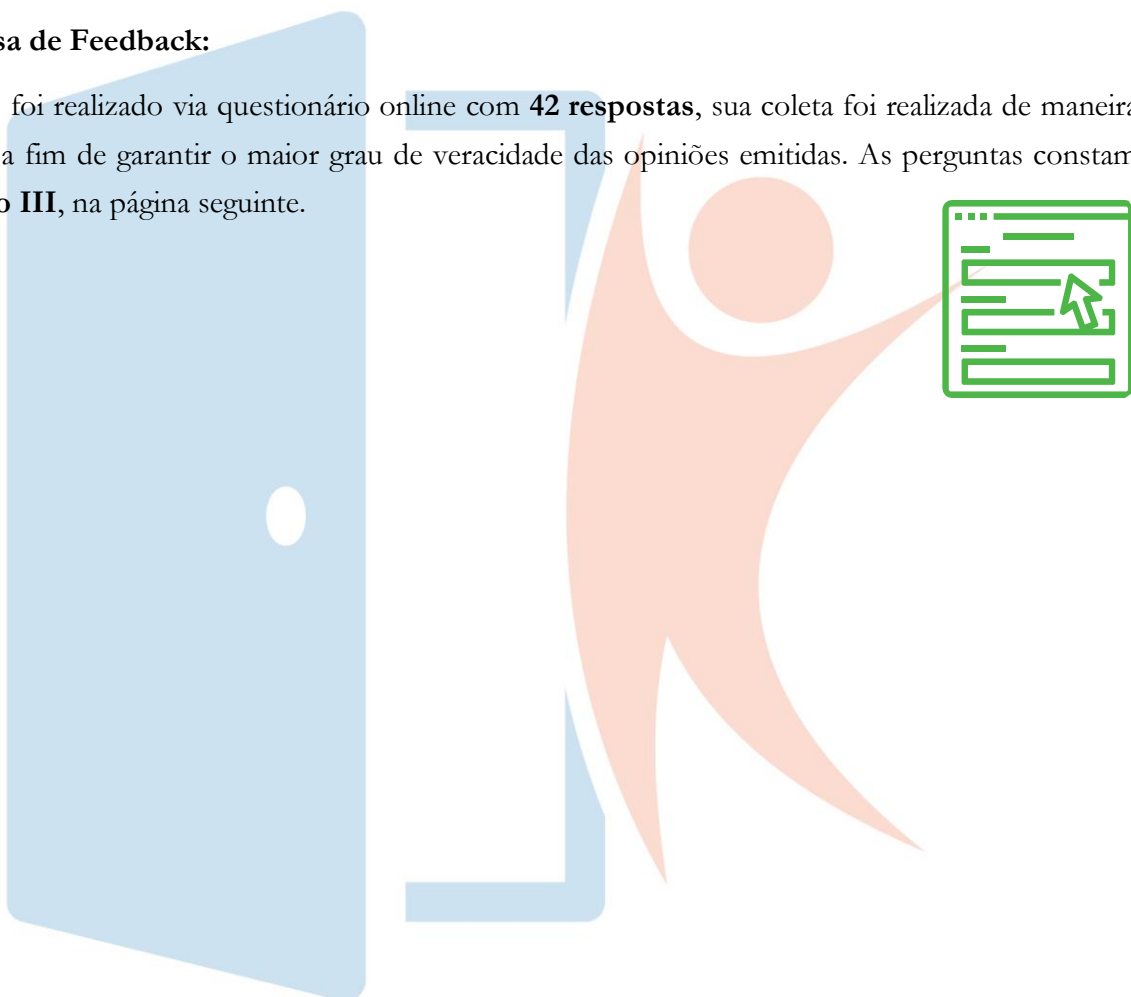 sa de Feedback:
foi realizado via questionário online com 42 respostas, sua coleta foi realizada de maneira
a fim de garantir o maior grau de veracidade das opiniões emitidas. As perguntas constam
o III, na página seguinte.